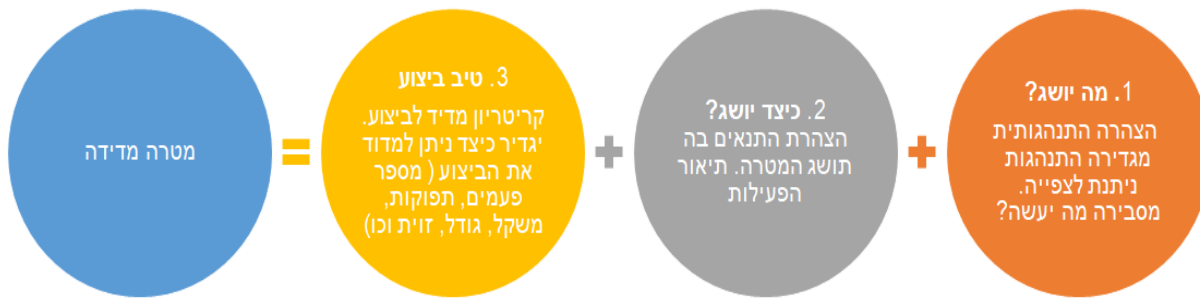 1. מה יושג?
הצהרה התנהגותית
מגדירה התנהגות
ניתנת לצפייה.
מסבירה מה יעשה?
+
2. כיצד יושג?
הצהרת התנאים בה
תושג המטרה. תיאור
הפעילות
+
3. טיב ביצוע
קריטריון מדיד לביצוע.
יגדיר כיצד ניתן למדוד
את הביצוע ( מספר
פעמים, תפוקות,
משקל, גודל, זוית וכו)
=
מטרה מדידה